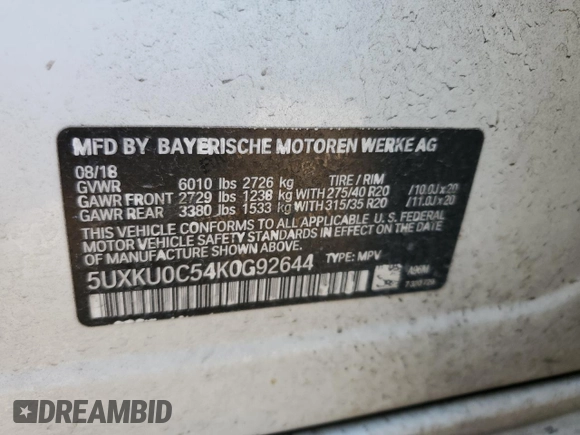 MFD BY BAYERISCHE MOTOREN WERKE AG
08/18 TIRE / RIM
GVWR 6010 lbs 2726 kg
GAWR FRONT 2729 lbs 1238 kg WITH 275/40 R20 /10.0J x 20
GAWR REAR 3380 lbs 1533 kg WITH 315/35 R20 /11.0J x 20
THIS VEHICLE CONFORMS TO ALL APPLICABLE U.S. FEDERAL
MOTOR VEHICLE SAFETY STANDARDS IN EFFECT ON THE DATE
OF MANUFACTURE SHOWN ABOVE.
5UXKU0C54K0G92644 TYPE: MPV
US A90M
DREAMBID